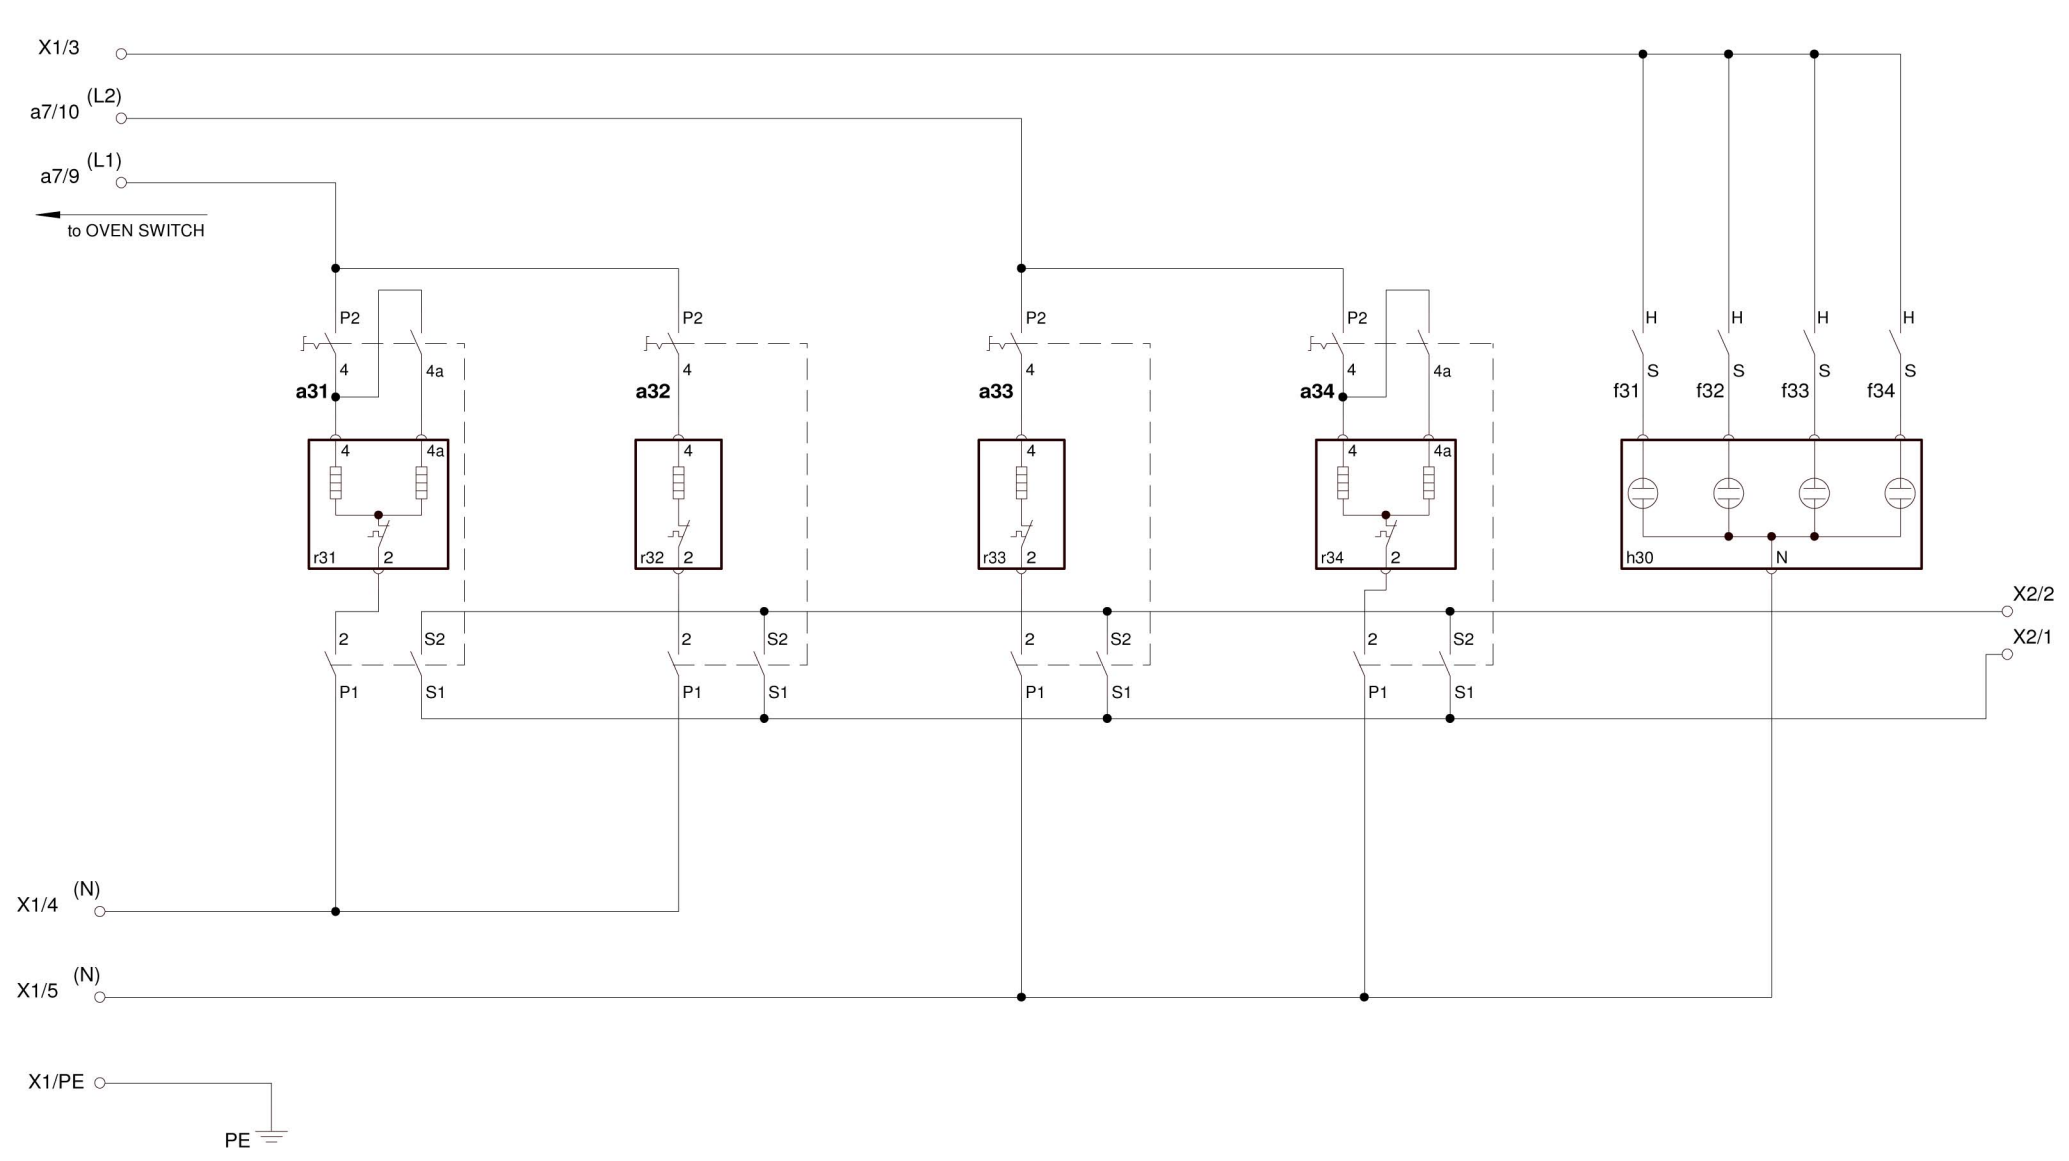 X1/3
(L2)
a7/10
(L1)
a7/9
to OVEN SWITCH
P2 P2 P2 P2 H H H H
4 4a 4 4 4 4a S S S S
a31 a32 a33 a34 f31 f32 f33 f34
4 4a 4 4 4 4a
r31 2 r32 2 r33 2 r34 2 h30 N
X2/2
2 S2 2 S2 2 S2 2 S2 X2/1
P1 S1 P1 S1 P1 S1 P1 S1
(N)
X1/4
(N)
X1/5
X1/PE
PE